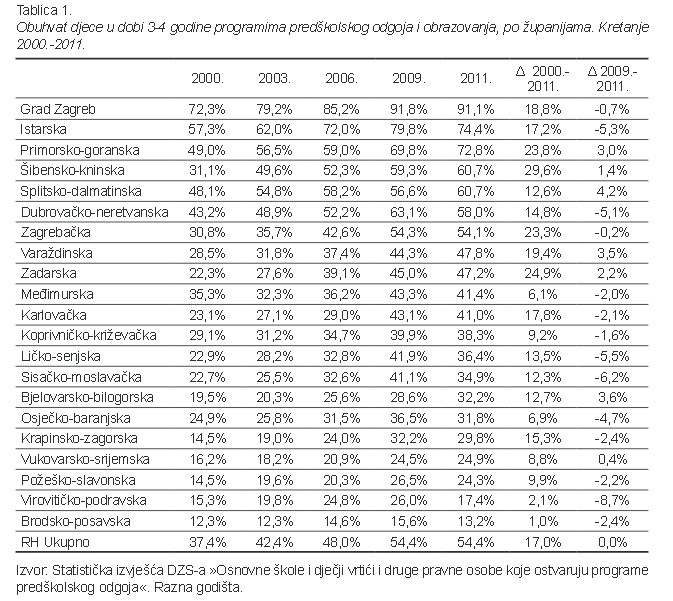 Tablica 1.
Obuhvat djece u dobi 3-4 godine programima predškolskog odgoja i obrazovanja, po županijama. Kretanje
2000.-2011.
2000. 2003. 2006. 2009. 2011. Δ 2000.-2011. Δ 2009.-2011.
Grad Zagreb 72,3% 79,2% 85,2% 91,8% 91,1% 18,8% -0,7%
Istarska 57,3% 62,0% 72,0% 79,8% 74,4% 17,2% -5,3%
Primorsko-goranska 49,0% 56,5% 59,0% 69,8% 72,8% 23,8% 3,0%
Šibensko-kninska 31,1% 49,6% 52,3% 59,3% 60,7% 29,6% 1,4%
Splitsko-dalmatinska 48,1% 54,8% 58,2% 56,6% 60,7% 12,6% 4,2%
Dubrovačko-neretvanska 43,2% 48,9% 52,2% 63,1% 58,0% 14,8% -5,1%
Zagrebačka 30,8% 35,7% 42,6% 54,3% 54,1% 23,3% -0,2%
Varaždinska 28,5% 31,8% 37,4% 44,3% 47,8% 19,4% 3,5%
Zadarska 22,3% 27,6% 39,1% 45,0% 47,2% 24,9% 2,2%
Međimurska 35,3% 32,3% 36,2% 43,3% 41,4% 6,1% -2,0%
Karlovačka 23,1% 27,1% 29,0% 43,1% 41,0% 17,8% -2,1%
Koprivničko-križevačka 29,1% 31,2% 34,7% 39,9% 38,3% 9,2% -1,6%
Ličko-senjska 22,9% 28,2% 32,8% 41,9% 36,4% 13,5% -5,5%
Sisačko-moslavačka 22,7% 25,5% 32,6% 41,1% 34,9% 12,3% -6,2%
Bjelovarsko-bilogorska 19,5% 20,3% 25,6% 28,6% 32,2% 12,7% 3,6%
Osječko-baranjska 24,9% 25,8% 31,5% 36,5% 31,8% 6,9% -4,7%
Krapinsko-zagorska 14,5% 19,0% 24,0% 32,2% 29,8% 15,3% -2,4%
Vukovarsko-srijemska 16,2% 18,2% 20,9% 24,5% 24,9% 8,8% 0,4%
Požeško-slavonska 14,5% 19,6% 20,3% 26,5% 24,3% 9,9% -2,2%
Virovitičko-podravska 15,3% 19,8% 24,8% 26,0% 17,4% 2,1% -8,7%
Brodsko-posavska 12,3% 12,3% 14,6% 15,6% 13,2% 1,0% -2,4%
RH Ukupno 37,4% 42,4% 48,0% 54,4% 54,4% 17,0% 0,0%
Izvor: Statistička izvješća DZS-a »Osnovne škole i dječji vrtići i druge pravne osobe koje ostvaruju programe
predškolskog odgoja«. Razna godišta.